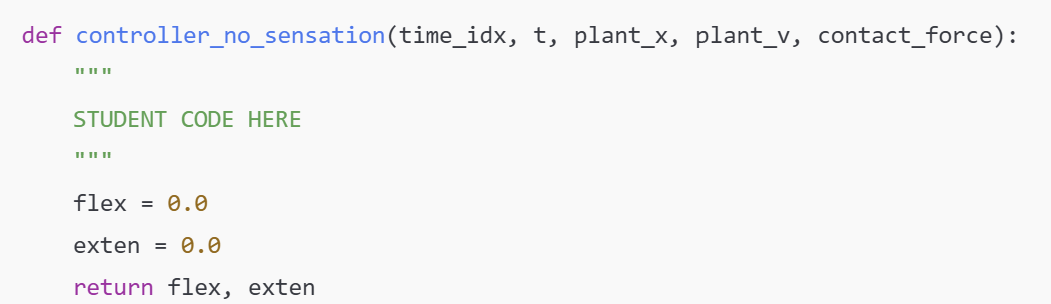 def controller_no_sensation(time_idx, t, plant_x, plant_v, contact_force):
    """
    STUDENT CODE HERE
    """
    flex = 0.0
    exten = 0.0
    return flex, exten